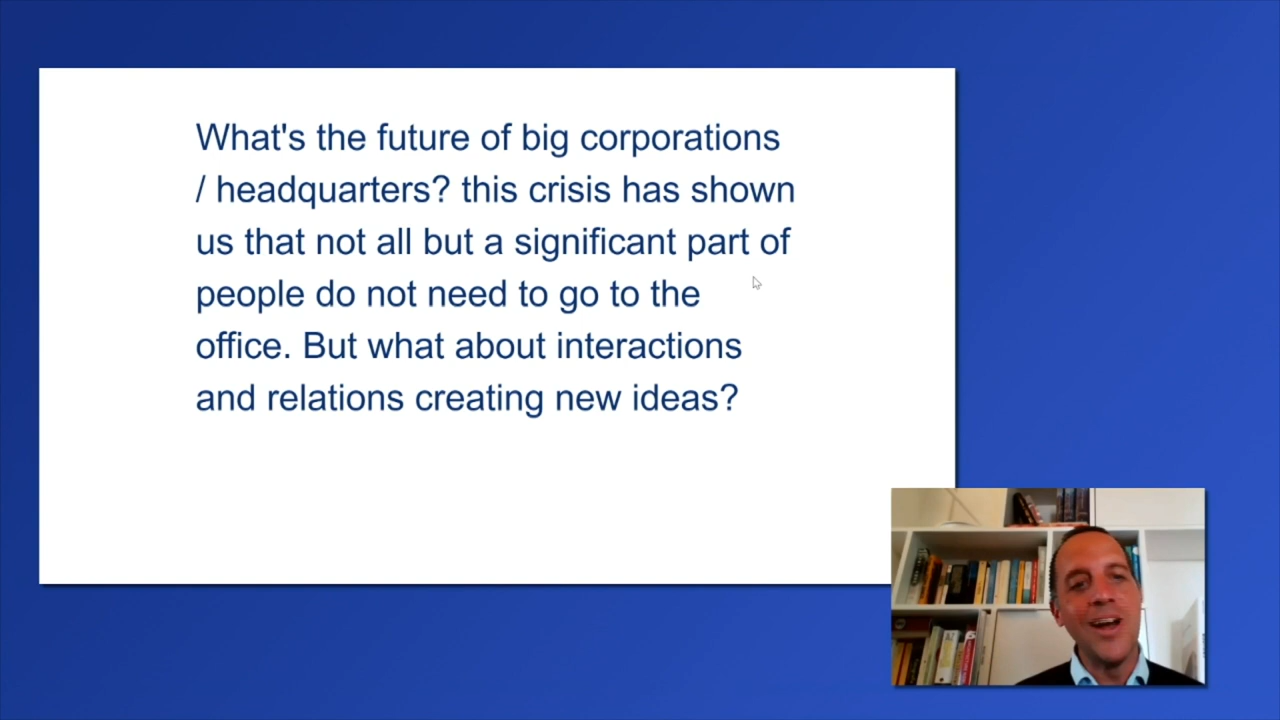 What's the future of big corporations
/ headquarters? this crisis has shown
us that not all but a significant part of
people do not need to go to the
office. But what about interactions
and relations creating new ideas?